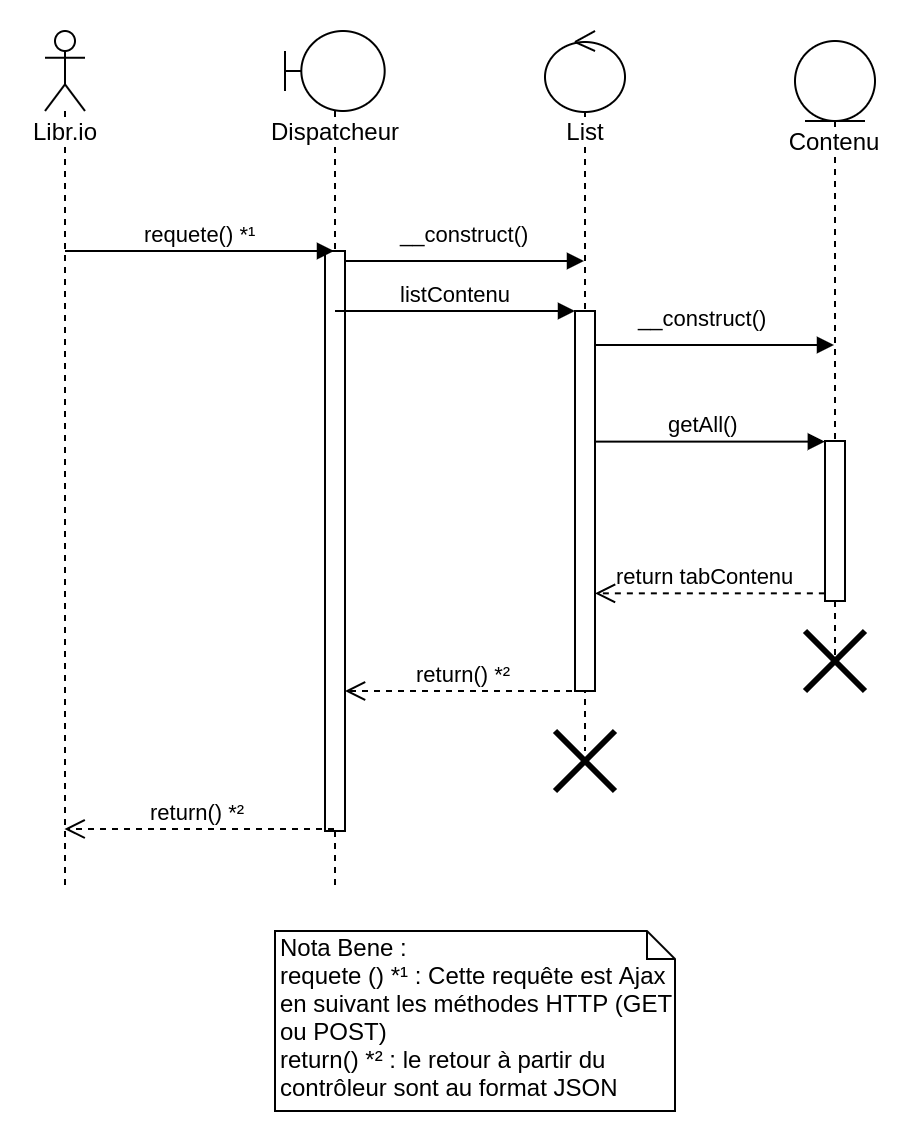 Libr.io
Dispatcheur
List
Contenu
requete() *¹
__construct()
listContenu
__construct()
getAll()
return tabContenu
return() *²
return() *²
Nota Bene :
requete () *¹ : Cette requête est Ajax
en suivant les méthodes HTTP (GET
ou POST)
return() *² : le retour à partir du
contrôleur sont au format JSON